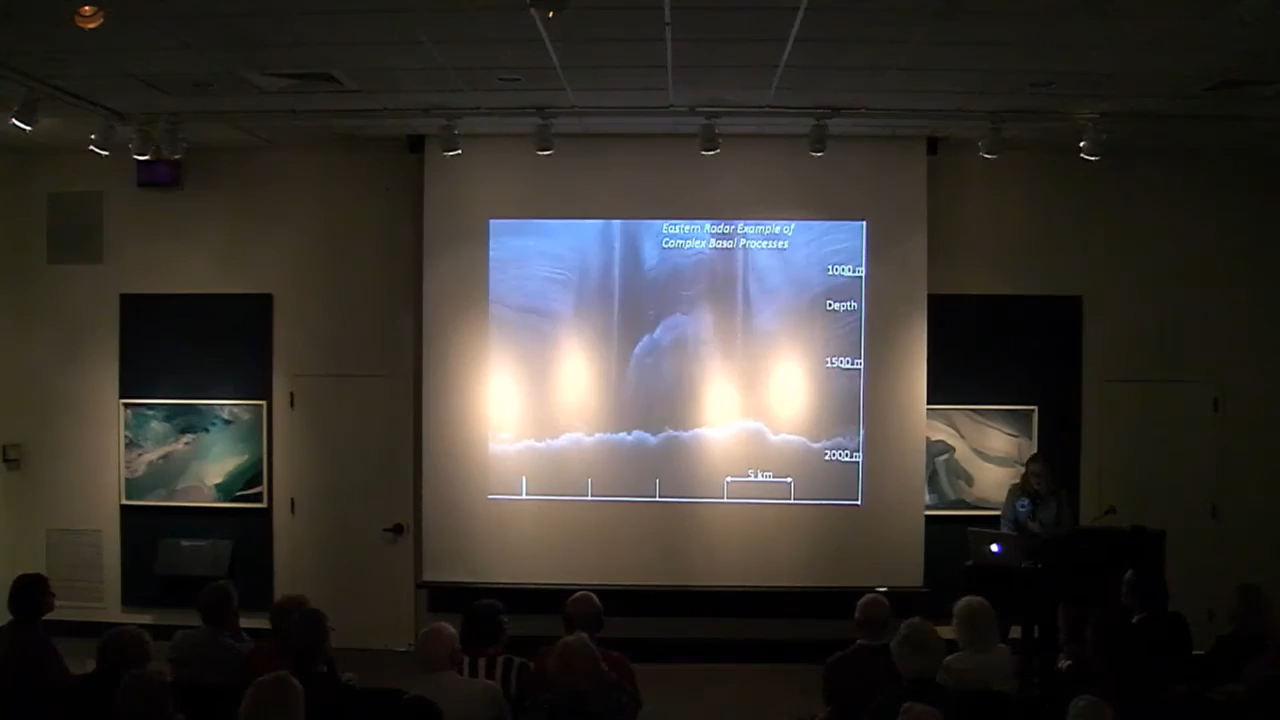 Eastern Radar Example of
Complex Basal Processes
1000 m
Depth
1500 m
2000 m
5 km